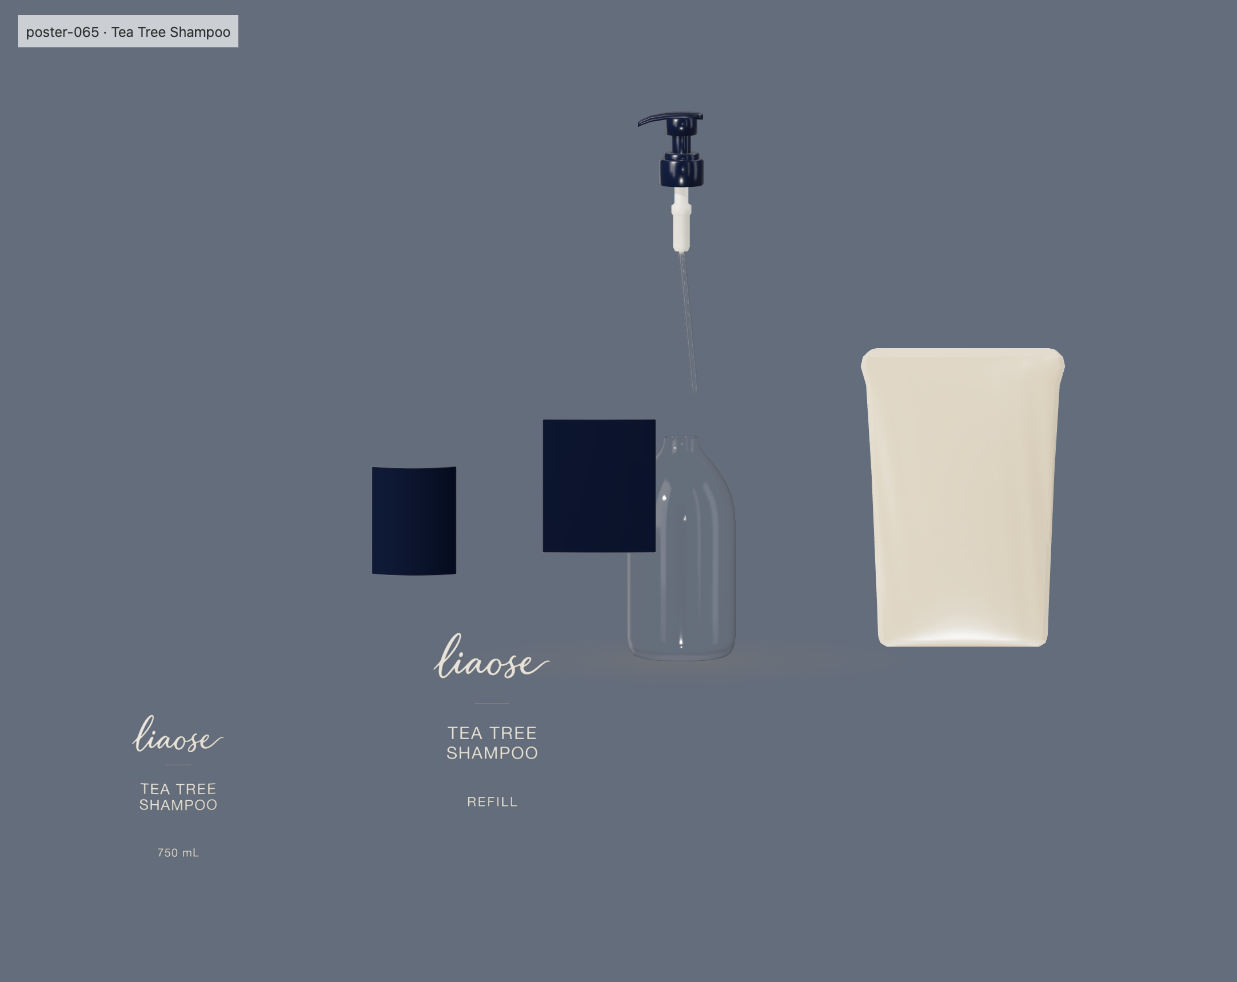 poster-065 · Tea Tree Shampoo
liaose
TEA TREE
SHAMPOO
REFILL
liaose
TEA TREE
SHAMPOO
750 mL